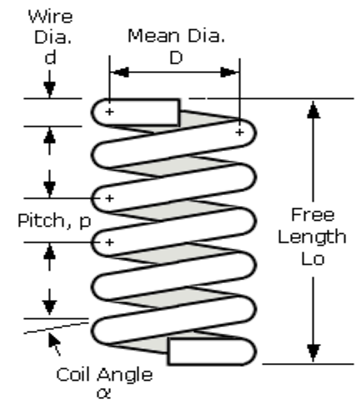 Wire
Dia.
d
Mean Dia.
D
Pitch, p
Free
Length
Lo
Coil Angle
α